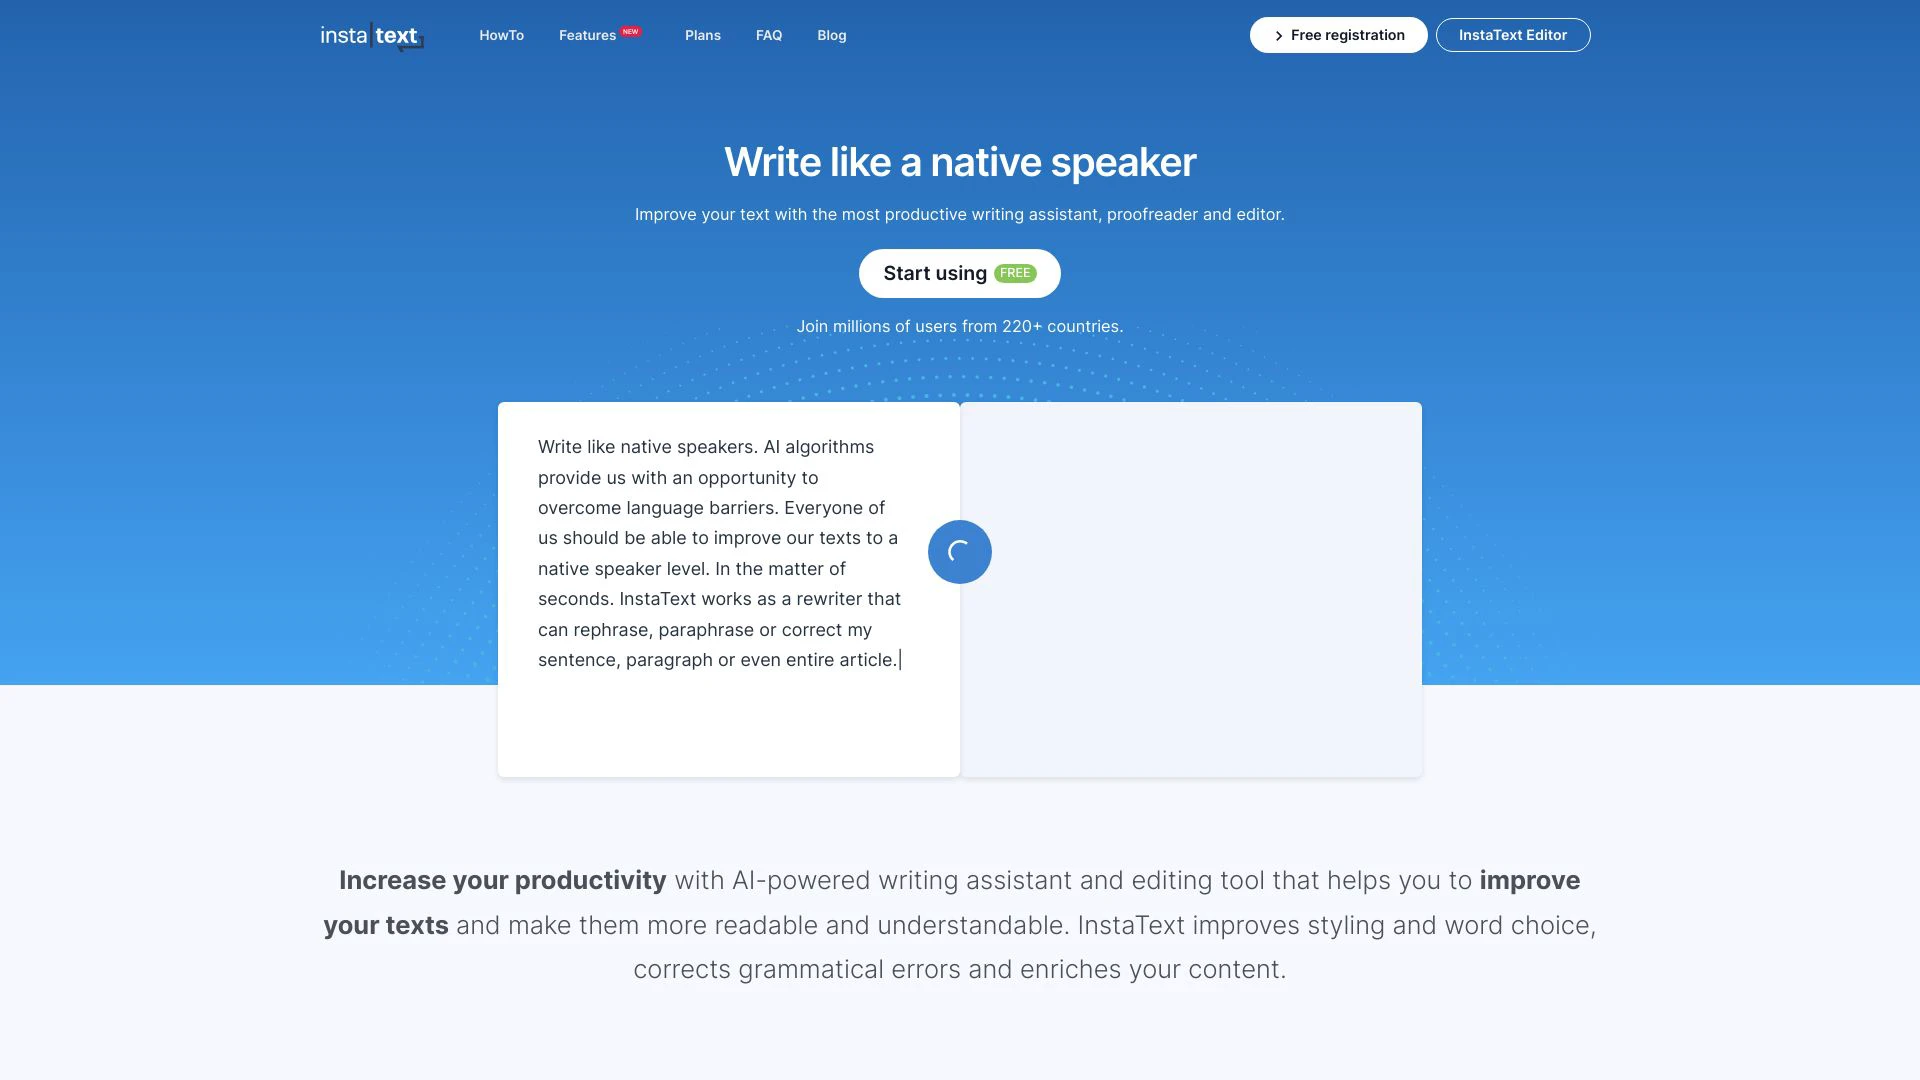 insta text
HowTo
Features NEW
Plans
FAQ
Blog
Free registration
InstaText Editor
Write like a native speaker
Improve your text with the most productive writing assistant, proofreader and editor.
Start using FREE
Join millions of users from 220+ countries.
Write like native speakers. AI algorithms
provide us with an opportunity to
overcome language barriers. Everyone of
us should be able to improve our texts to a
native speaker level. In the matter of
seconds. InstaText works as a rewriter that
can rephrase, paraphrase or correct my
sentence, paragraph or even entire article.
Increase your productivity with AI-powered writing assistant and editing tool that helps you to improve
your texts and make them more readable and understandable. InstaText improves styling and word choice,
corrects grammatical errors and enriches your content.